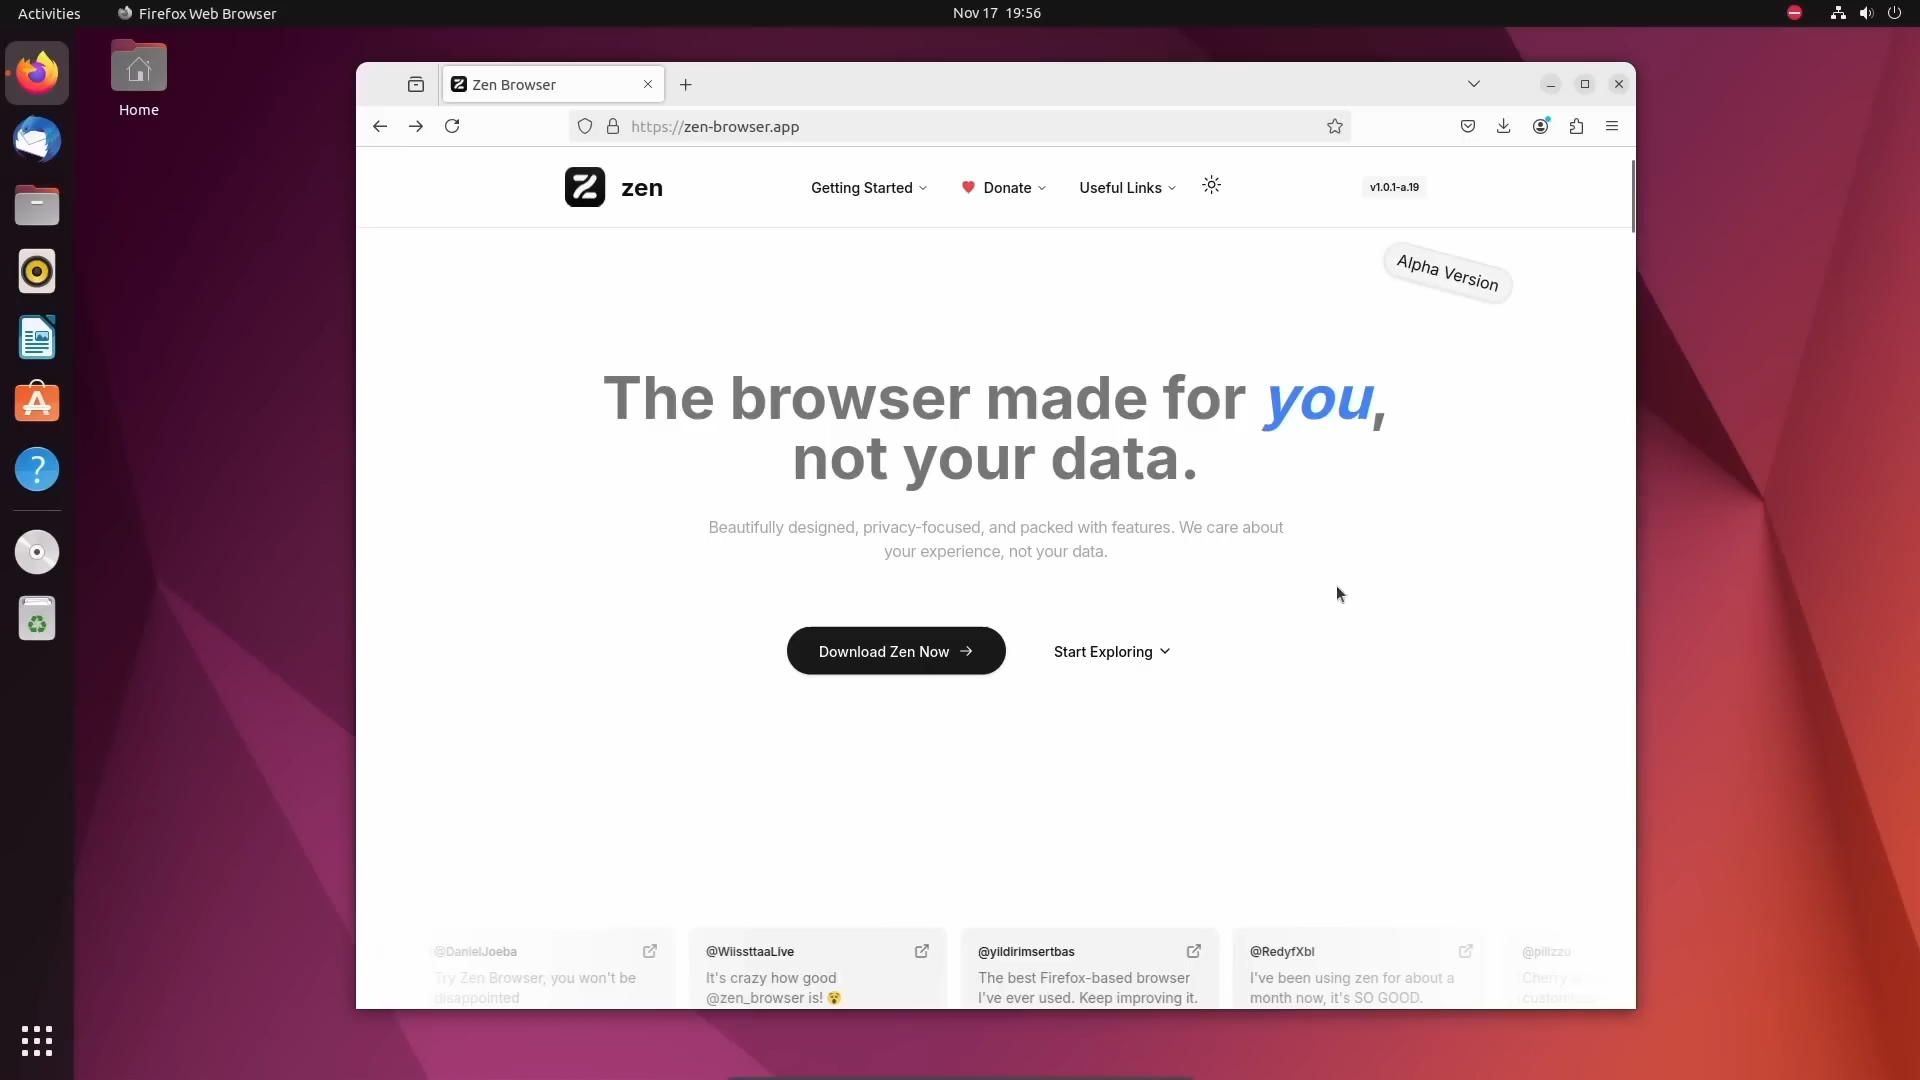 Activities
Firefox Web Browser
Nov 17 19:56
Home
Zen Browser
https://zen-browser.app
zen
Getting Started
Donate
Useful Links
v1.0.1-a.19
Alpha Version
The browser made for you,
not your data.
Beautifully designed, privacy-focused, and packed with features. We care about
your experience, not your data.
Download Zen Now
Start Exploring
@DanielJoeba
Try Zen Browser, you won't be
disappointed
@WiissttaaLive
It's crazy how good
@zen_browser is! 😵
@yildirimsertbas
The best Firefox-based browser
I've ever used. Keep improving it.
@RedyfXbl
I've been using zen for about a
month now, it's SO GOOD.
Cherry